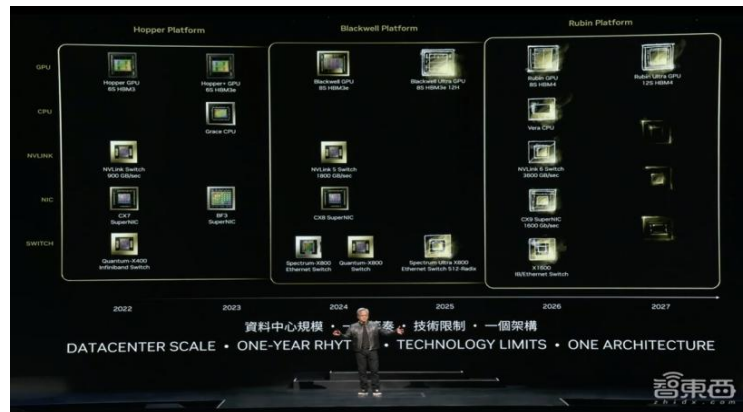 Hopper Platform
Blackwell Platform
Rubin Platform
GPU
Hopper GPU
6S HBM3
Hopper+ GPU
6S HBM3e
Blackwell GPU
8S HBM3e
Blackwell Ultra GPU
8S HBM3e 12H
Rubin GPU
8S HBM4
Rubin Ultra GPU
12S HBM4
CPU
Grace CPU
Vera CPU
NVLINK
NVLink Switch
900 GB/sec
NVLink 5 Switch
1800 GB/sec
NVLink 6 Switch
3600 GB/sec
NIC
CX7
SuperNIC
BF3
SuperNIC
CX8 SuperNIC
CX9 SuperNIC
1600 Gb/sec
SWITCH
Quantum-X400
Infiniband Switch
Spectrum-X800
Ethernet Switch
Quantum-X800
Switch
Spectrum Ultra X800
Ethernet Switch 512-Radix
X1600
IB/Ethernet Switch
2022
2023
2024
2025
2026
2027
資料中心規模 • 一 奏 • 技術限制 • 一個架構
DATACENTER SCALE • ONE-YEAR RHYT • TECHNOLOGY LIMITS • ONE ARCHITECTURE
智東西
zhidx.com